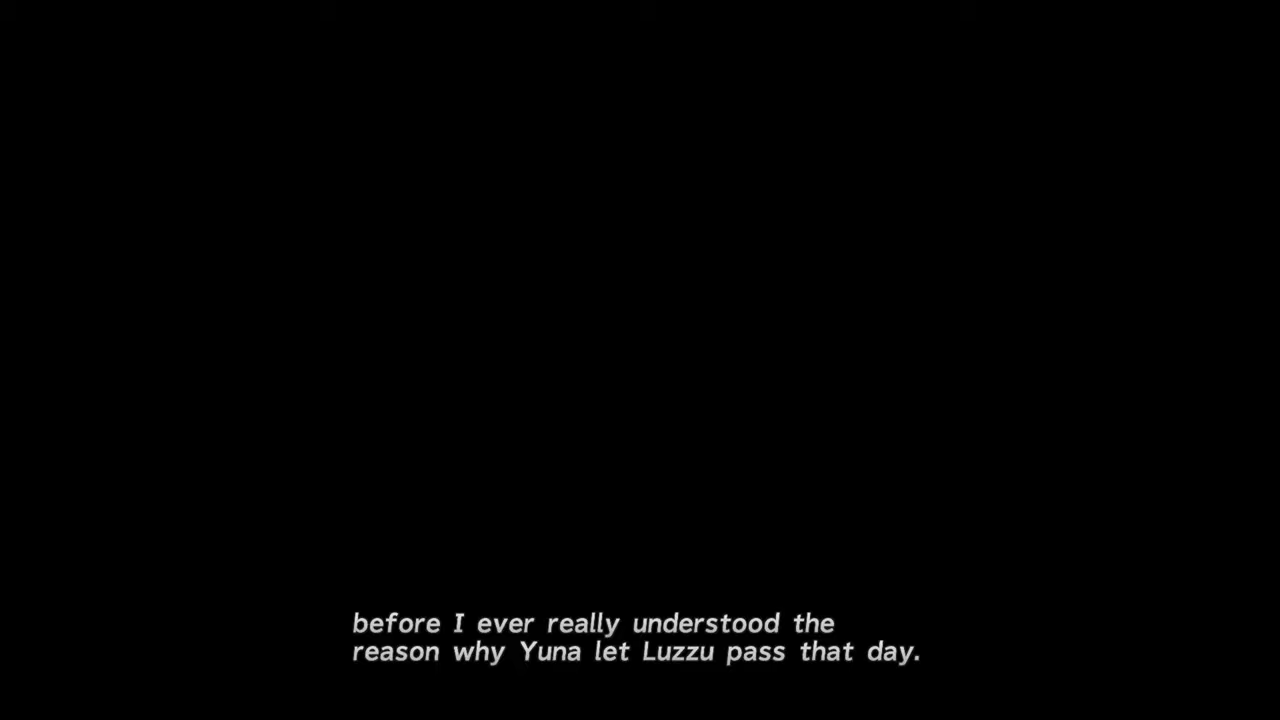 before I ever really understood the
reason why Yuna let Luzzu pass that day.